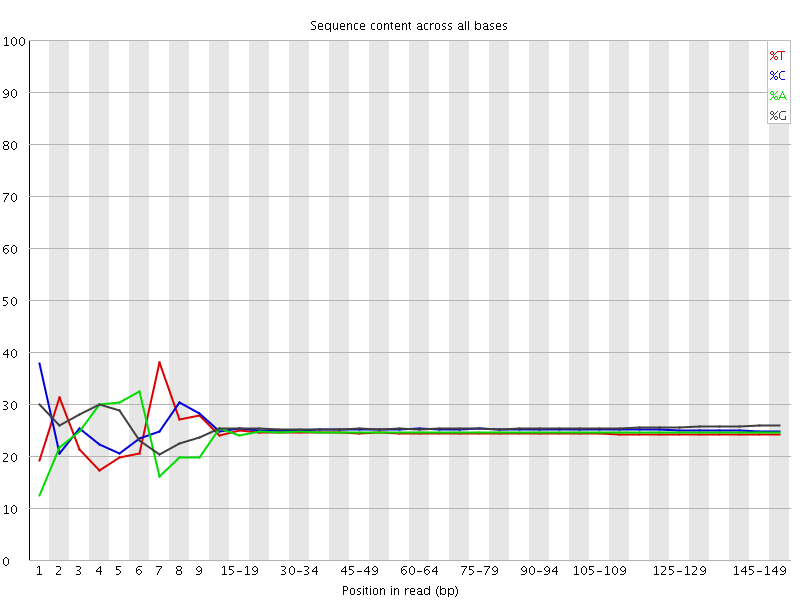 Sequence content across all bases
100
90
80
70
60
50
40
30
20
10
0
%T
%C
%A
%G
1 2 3 4 5 6 7 8 9 15-19 30-34 45-49 60-64 75-79 90-94 105-109 125-129 145-149
Position in read (bp)